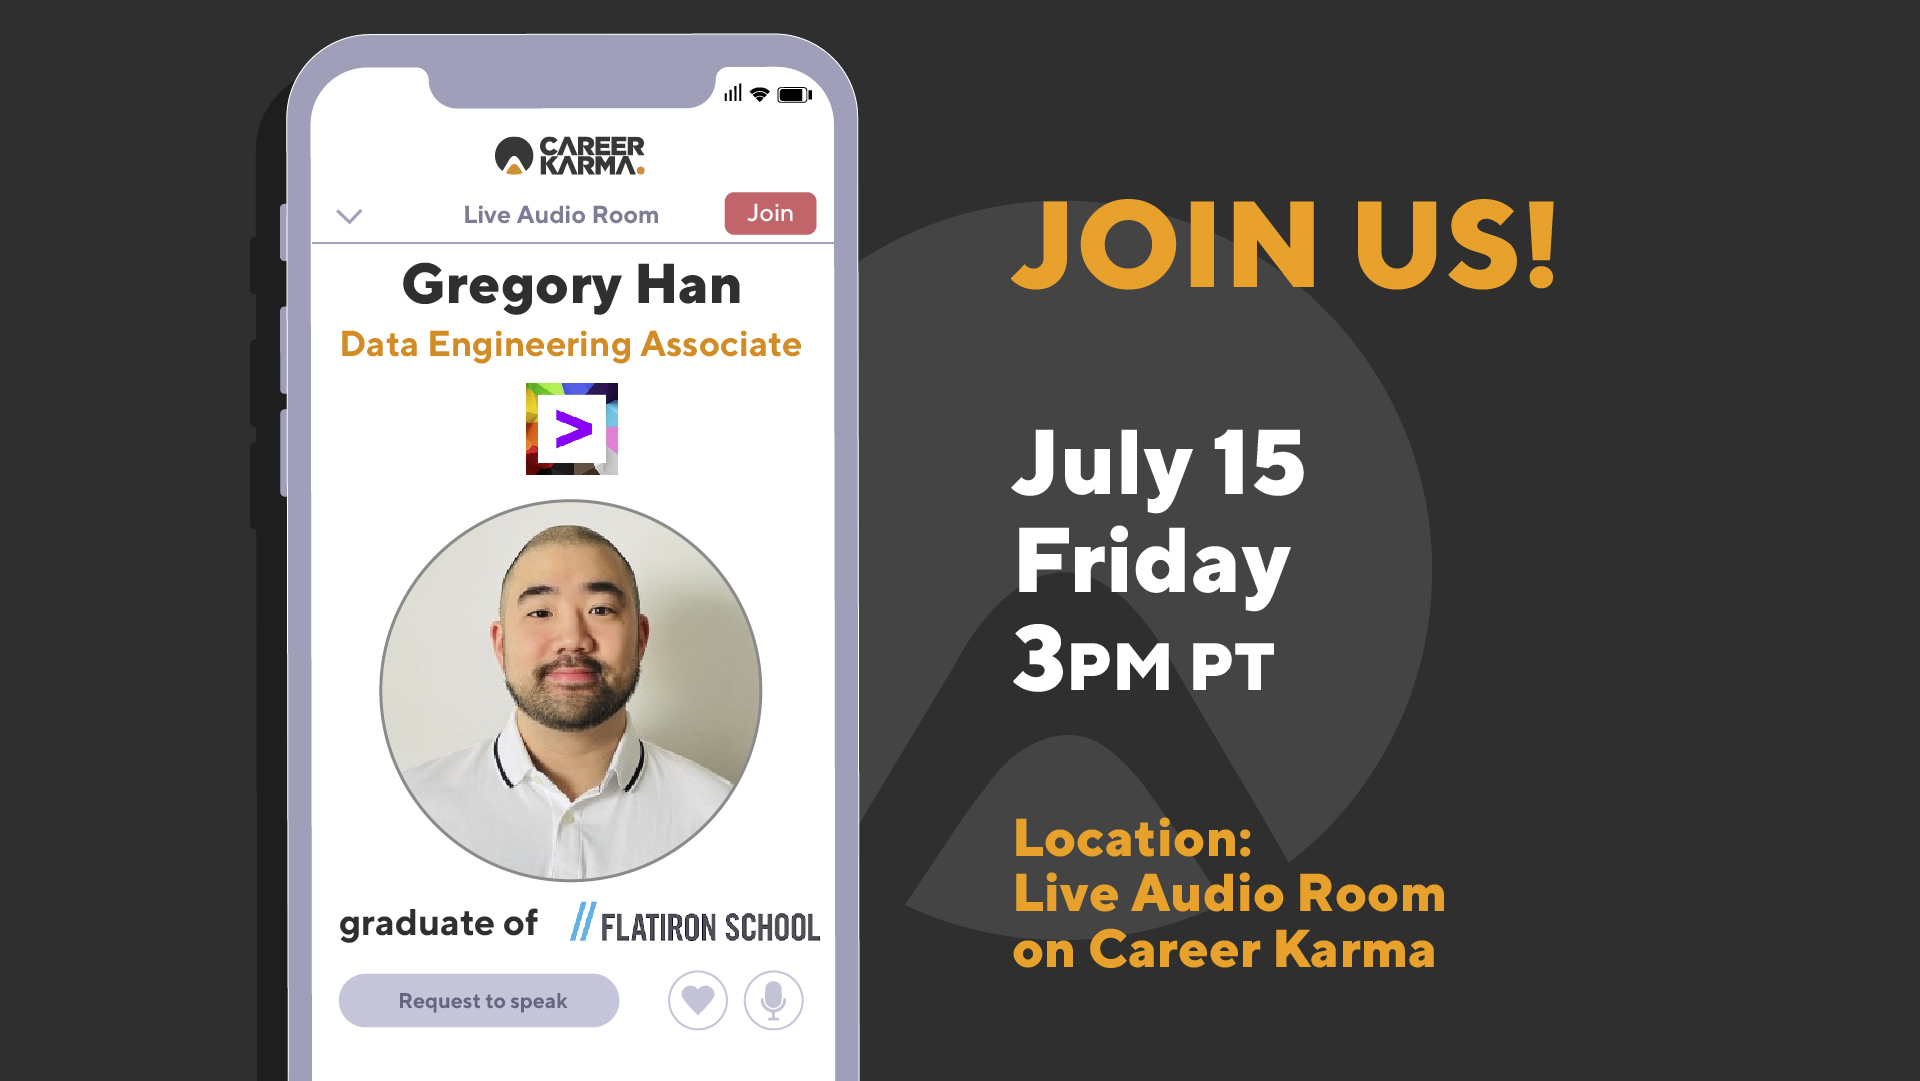 CAREER
KARMA.
Live Audio Room
Join
Gregory Han
Data Engineering Associate
>
graduate of
// FLATIRON SCHOOL
Request to speak
JOIN US!
July 15
Friday
3PM PT
Location:
Live Audio Room
on Career Karma